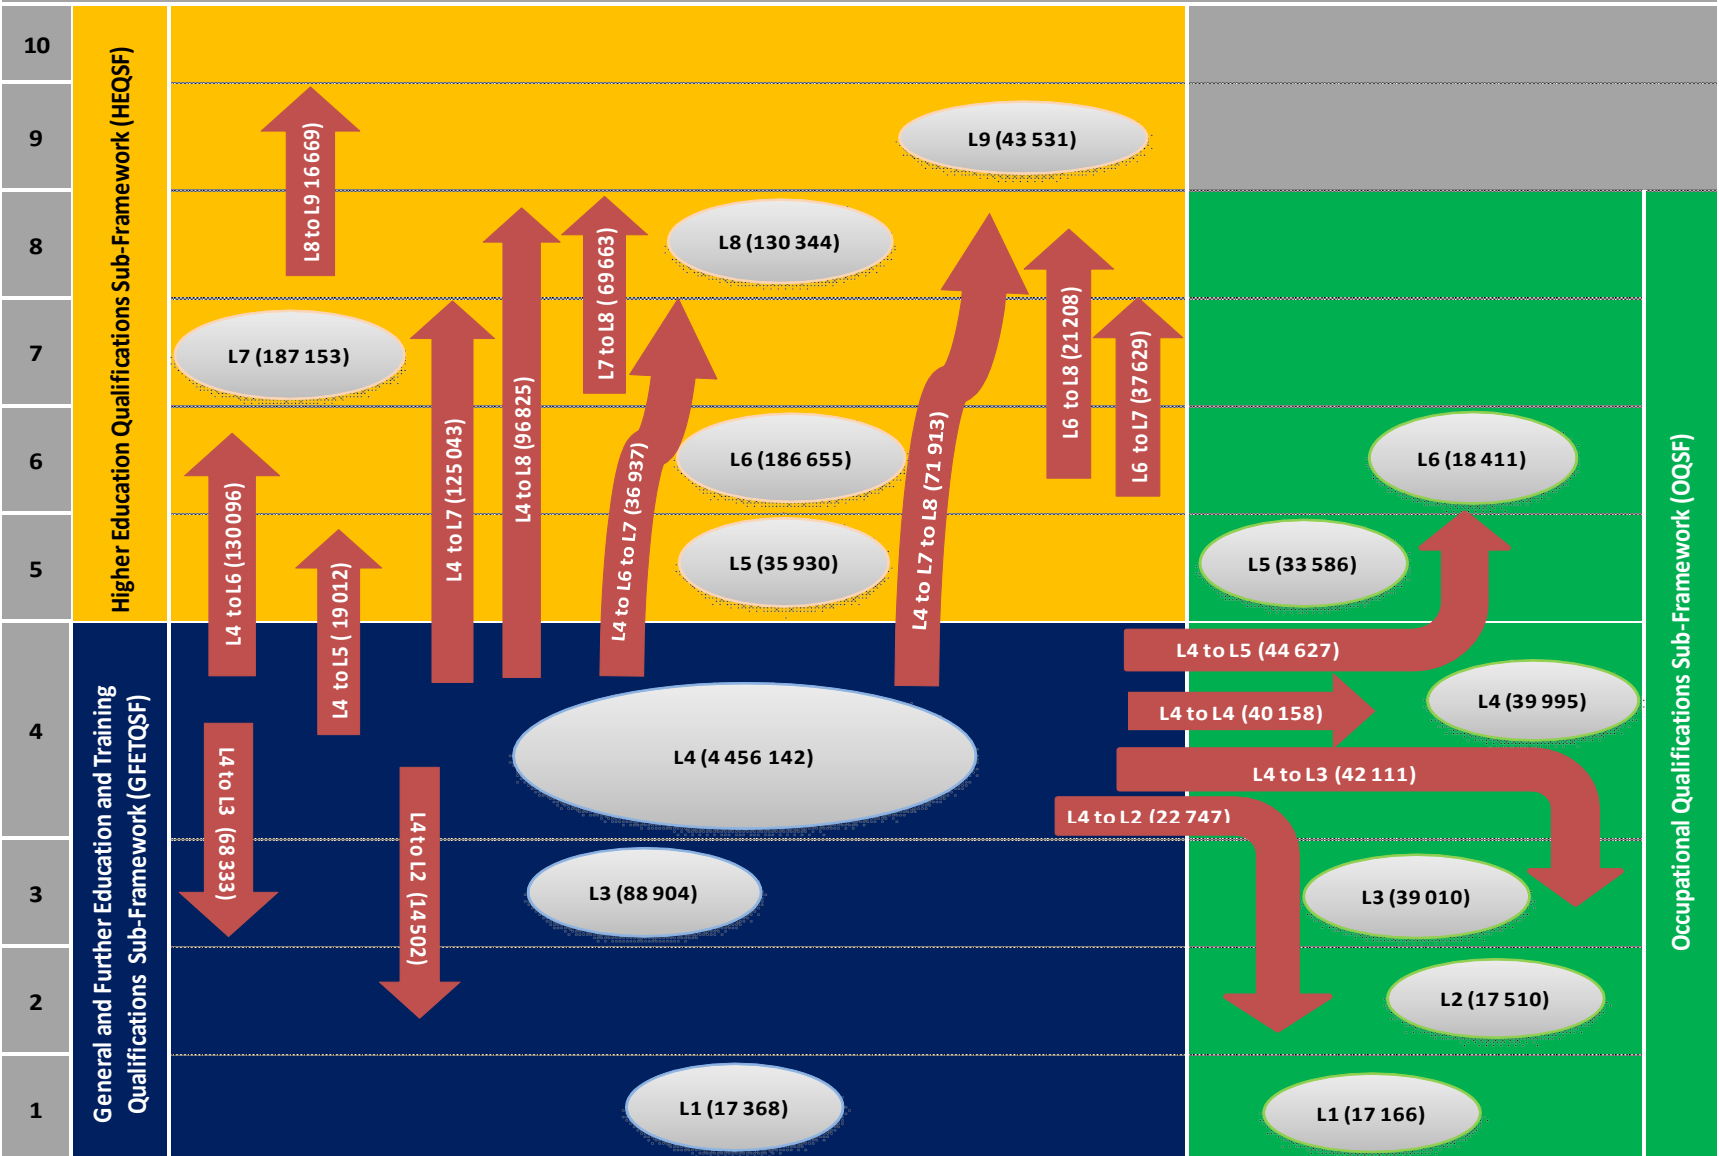 10
9
8
7
6
5
4
3
2
1
Higher Education Qualifications Sub-Framework (HEQSF)
General and Further Education and Training
Qualifications Sub-Framework (GFETQSF)
Occupational Qualifications Sub-Framework (OQSF)
L8 to L9 16 669)
L9 (43 531)
L8 (130 344)
L7 to L8 ( 69 663)
L7 (187 153)
L4 to L7 (125 043)
L4 to L8 (96 825)
L6 to L8 (21 208)
L6 to L7 (37 629)
L4 to L6 (130 096)
L4 to L5 ( 19 012)
L4 to L6 to L7 (36 937)
L6 (186 655)
L5 (35 930)
L4 to L7 to L8 (71 913)
L6 (18 411)
L5 (33 586)
L4 to L5 (44 627)
L4 (39 995)
L4 to L4 (40 158)
L4 to L3 (42 111)
L4 to L2 (22 747)
L4 (4 456 142)
L4 to L3 (68 333)
L4 to L2 (14 502)
L3 (88 904)
L3 (39 010)
L2 (17 510)
L1 (17 368)
L1 (17 166)